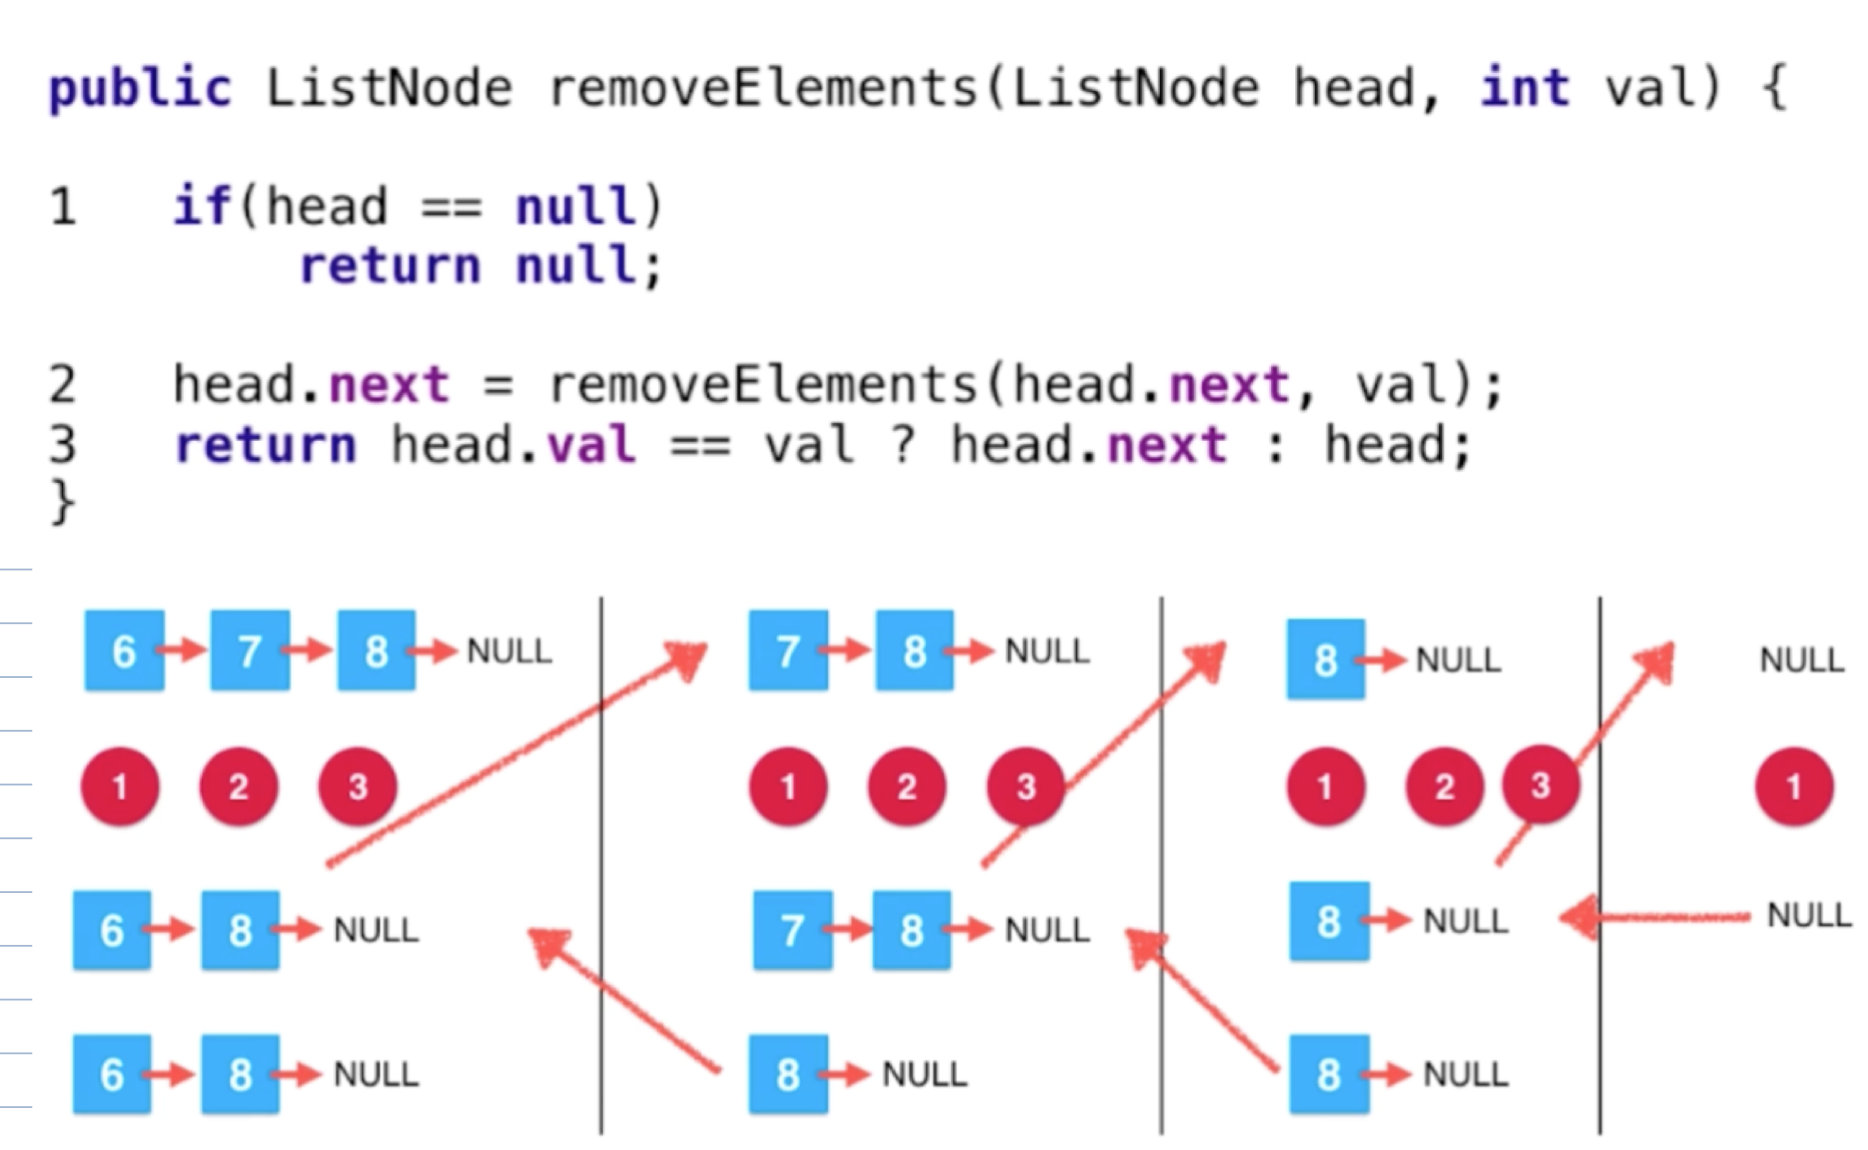 public ListNode removeElements(ListNode head, int val) {
1 if(head == null)
return null;
2 head.next = removeElements(head.next, val);
3 return head.val == val ? head.next : head;
}
6 7 8 NULL 7 8 NULL 8 NULL NULL
1 2 3 1 2 3 1 2 3 1
6 8 NULL 7 8 NULL 8 NULL NULL
6 8 NULL 8 NULL 8 NULL